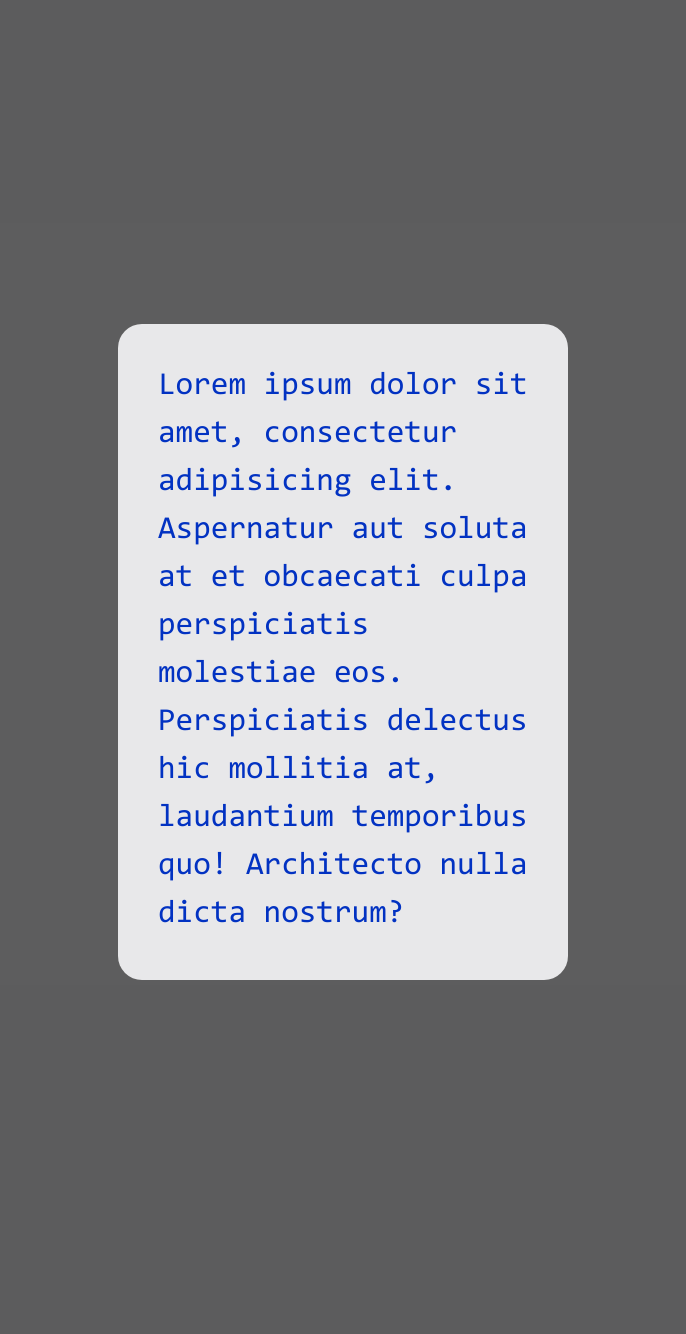 Lorem ipsum dolor sit
amet, consectetur
adipisicing elit.
Aspernatur aut soluta
at et obcaecati culpa
perspiciatis
molestiae eos.
Perspiciatis delectus
hic mollitia at,
laudantium temporibus
quo! Architecto nulla
dicta nostrum?